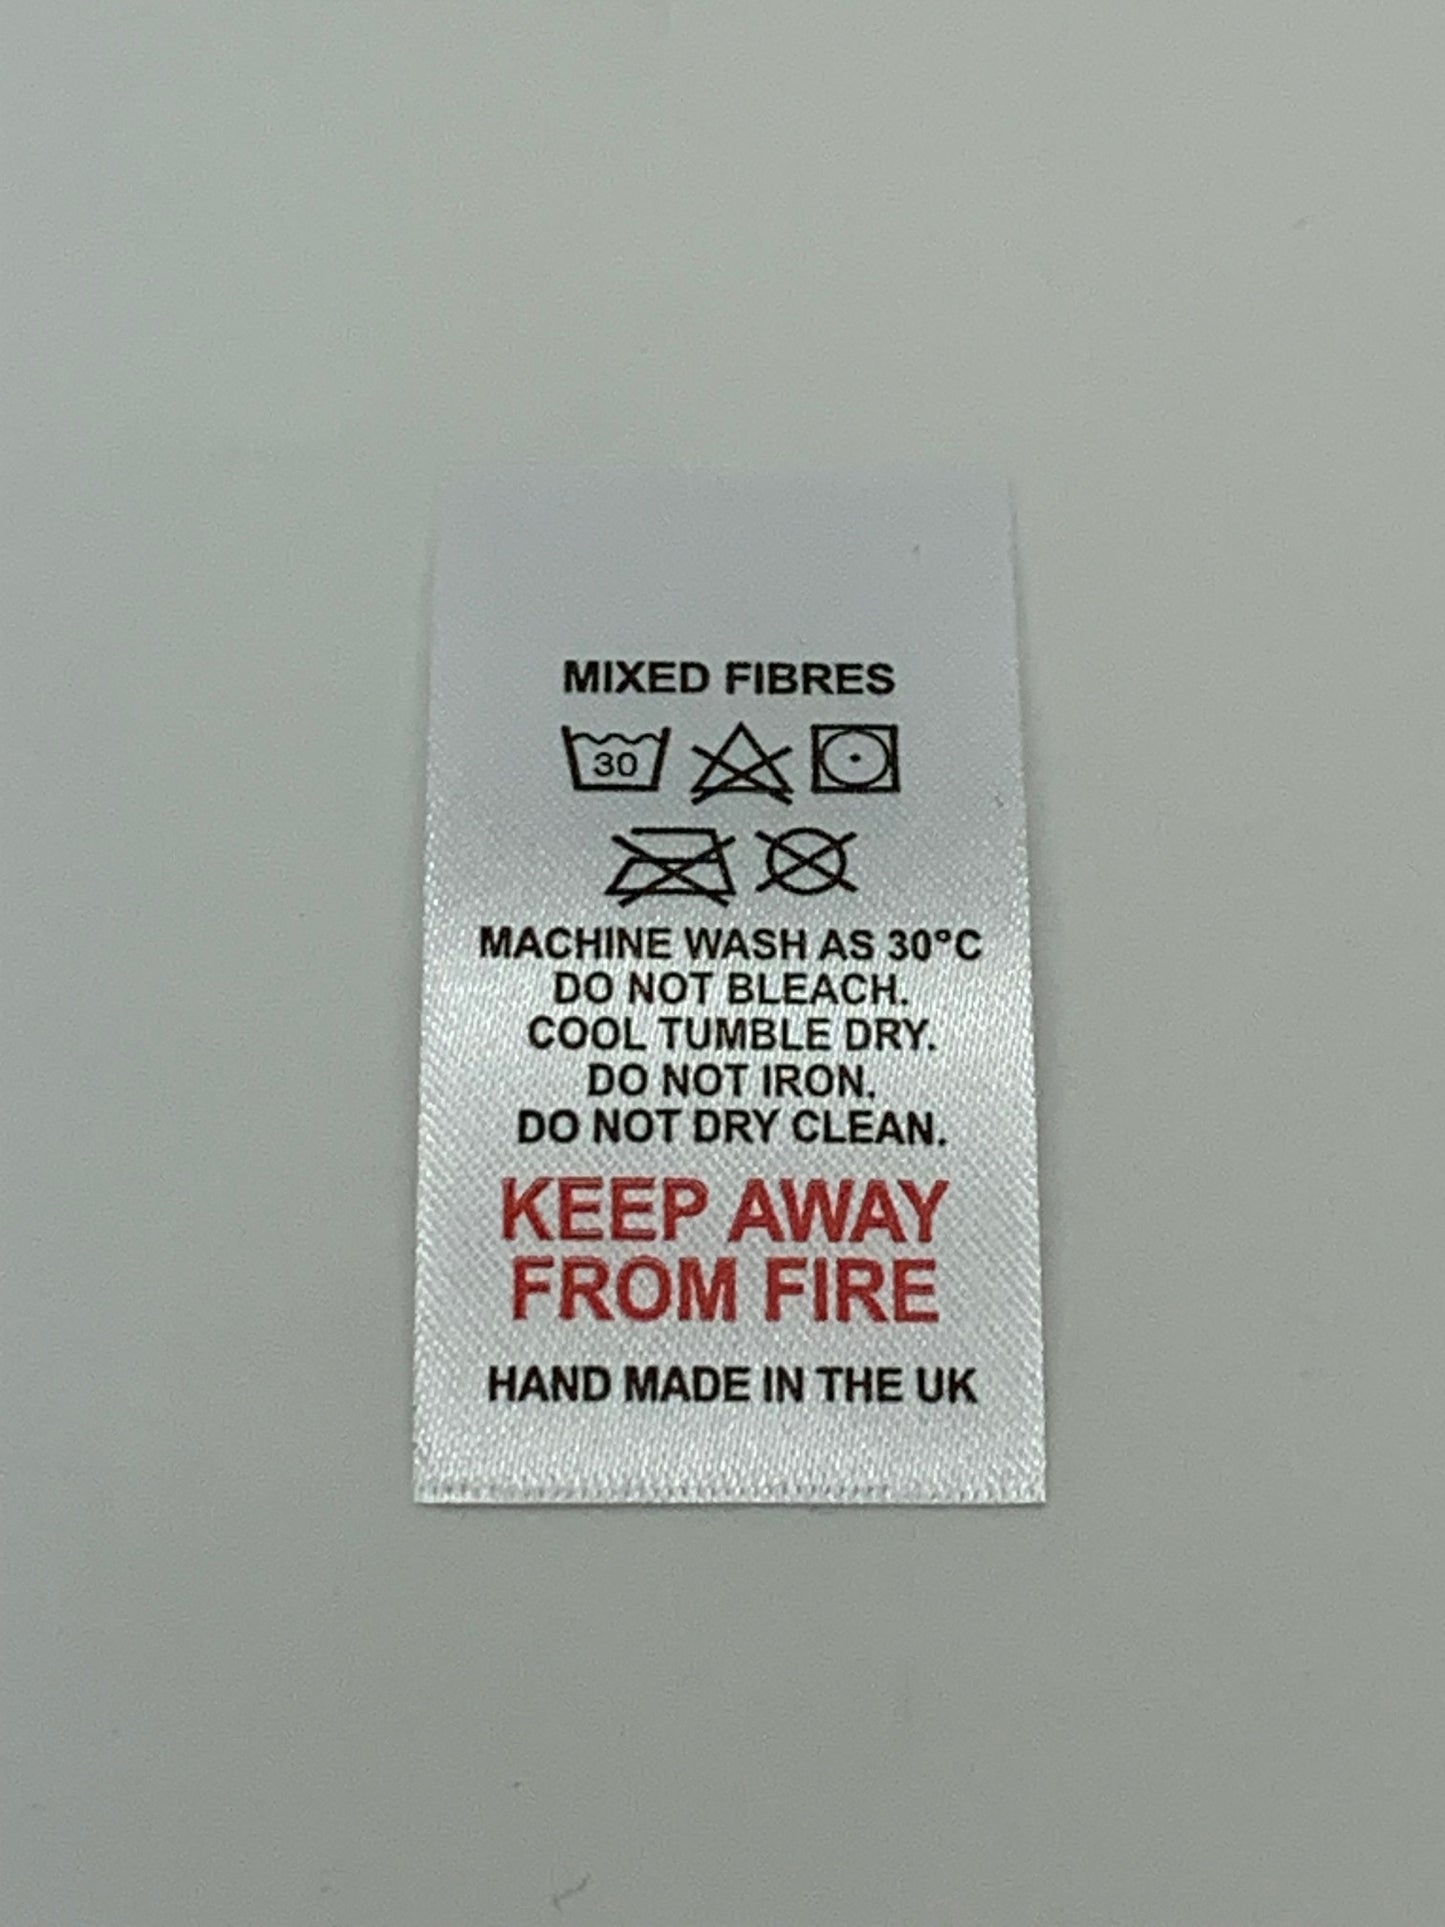 MIXED FIBRES
30
MACHINE WASH AS 30°C
DO NOT BLEACH.
COOL TUMBLE DRY.
DO NOT IRON.
DO NOT DRY CLEAN.
KEEP AWAY
FROM FIRE
HAND MADE IN THE UK